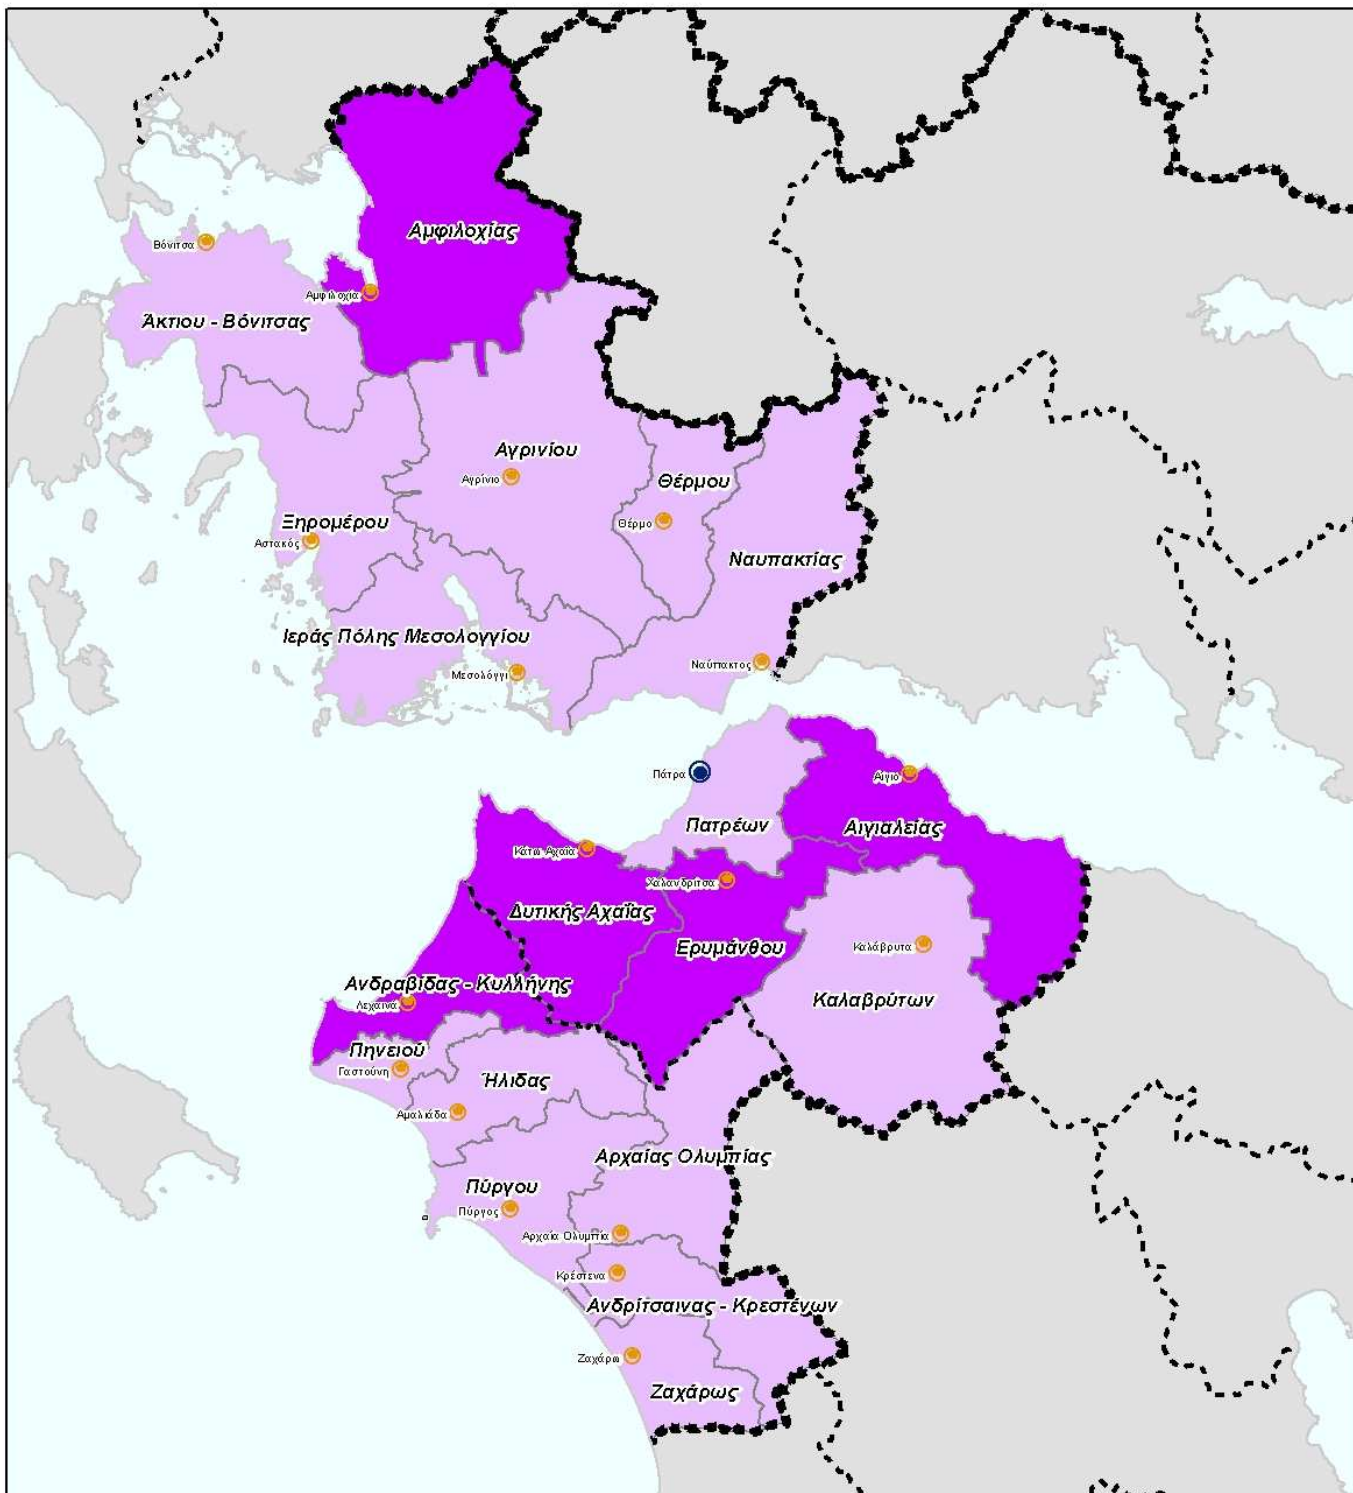 Αμφιλοχίας
Βόνιτσα
Αμφιλοχία
Άκτιου - Βόνιτσας
Αγρινίου
Αγρίνιο
Θέρμου
Θέρμο
Ξηρομέρου
Αστακός
Ναυπακτίας
Ιεράς Πόλης Μεσολογγίου
Μεσολόγγι
Ναύπακτος
Πάτρα
Αίγιο
Πατρέων
Αιγιαλείας
Κάτω Αχαΐα
Χαλανδρίτσα
Δυτικής Αχαΐας
Ερυμάνθου
Καλάβρυτα
Ανδραβίδας - Κυλλήνης
Λεχαινά
Καλαβρύτων
Πηνειού
Γαστούνη
Ήλιδας
Αμαλιάδα
Αρχαίας Ολυμπίας
Πύργου
Πύργος
Αρχαία Ολυμπία
Κρέστενα
Ανδρίτσαινας - Κρεστένων
Ζαχάρω
Ζαχάρως